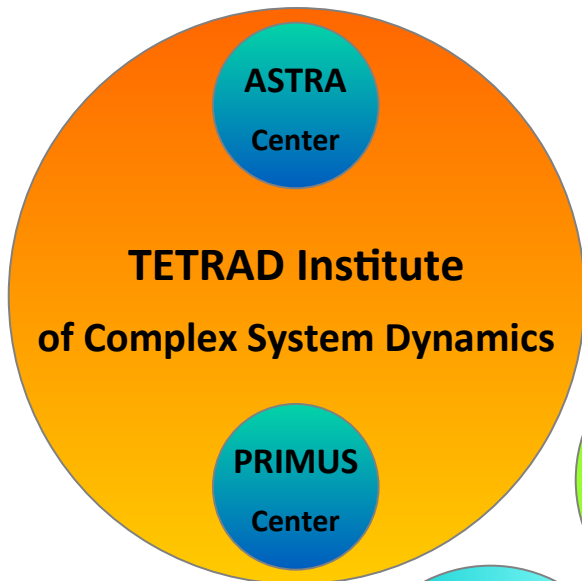 ASTRA
Center
TETRAD Institute
of Complex System Dynamics
PRIMUS
Center